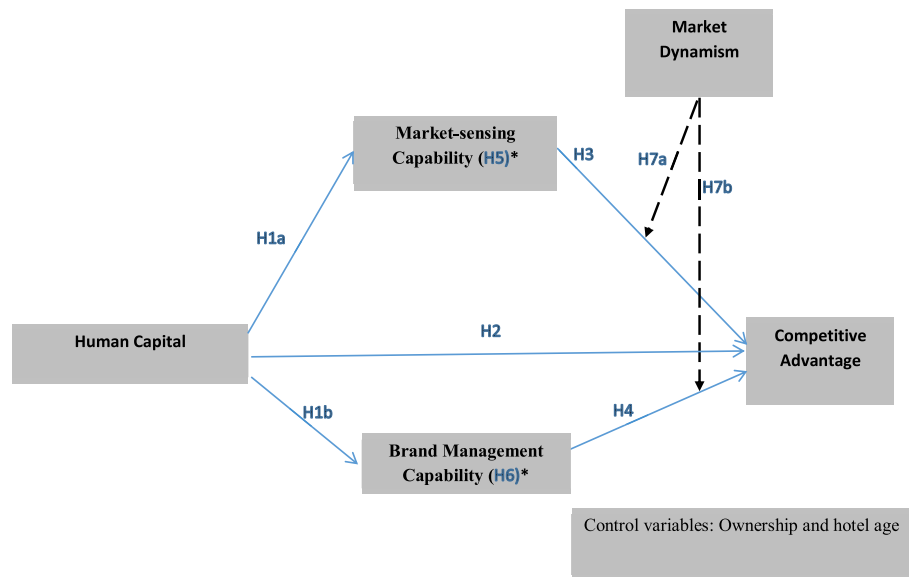 Market
Dynamism
Market-sensing
Capability (H5)*
H3
H7a
H7b
H1a
Human Capital
H2
Competitive
Advantage
H1b
H4
Brand Management
Capability (H6)*
Control variables: Ownership and hotel age